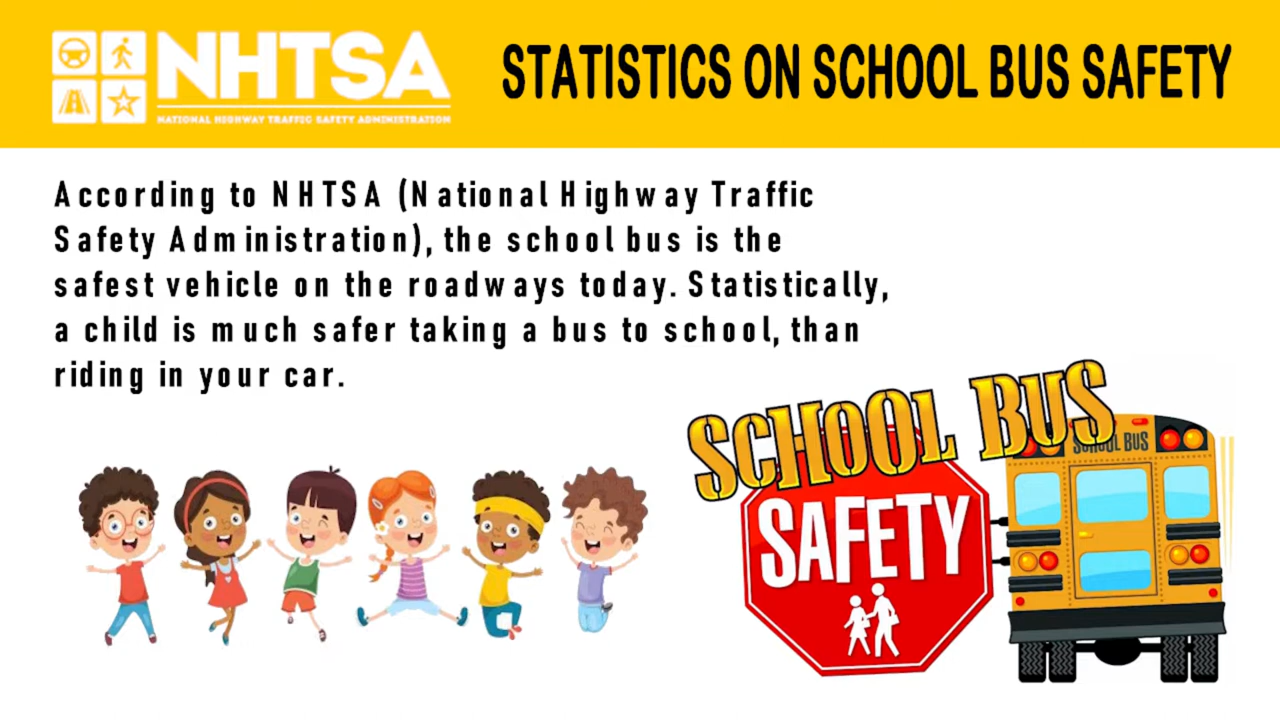 NHTSA
NATIONAL HIGHWAY TRAFFIC SAFETY ADMINISTRATION
STATISTICS ON SCHOOL BUS SAFETY
According to NHTSA (National Highway Traffic
Safety Administration), the school bus is the
safest vehicle on the roadways today. Statistically,
a child is much safer taking a bus to school, than
riding in your car.
SCHOOL BUS
SCHOOL BUS
SAFETY